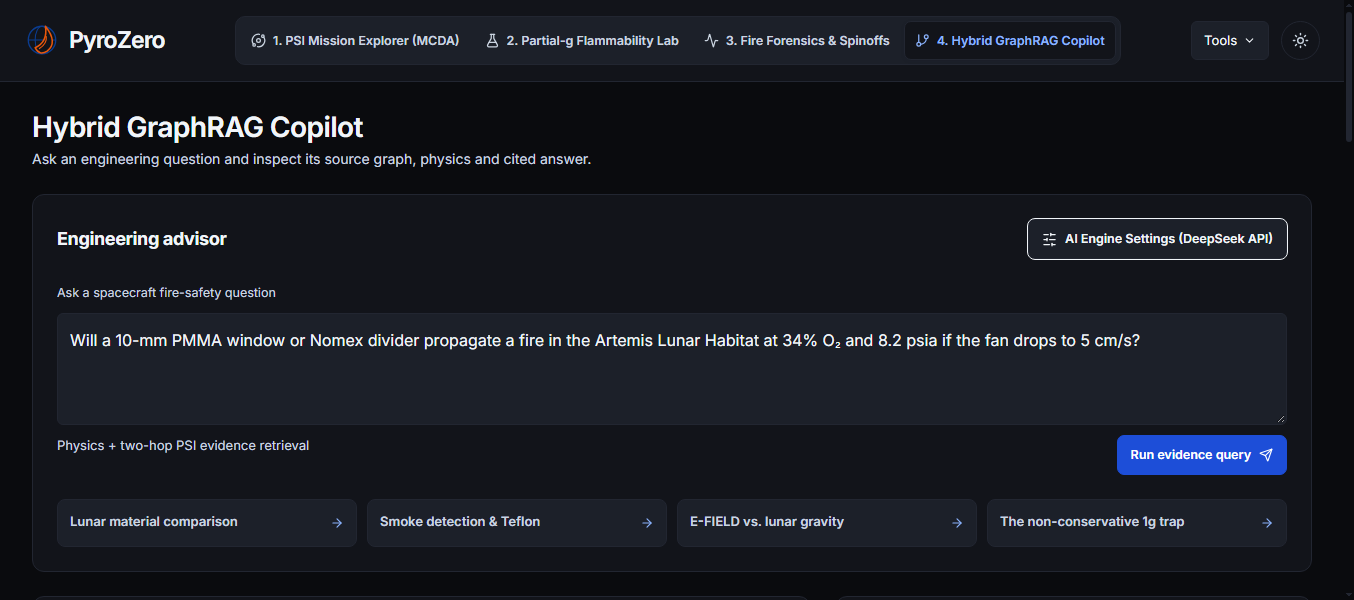 PyroZero
1. PSI Mission Explorer (MCDA)
2. Partial-g Flammability Lab
3. Fire Forensics & Spinoffs
4. Hybrid GraphRAG Copilot
Tools
Hybrid GraphRAG Copilot
Ask an engineering question and inspect its source graph, physics and cited answer.
Engineering advisor
AI Engine Settings (DeepSeek API)
Ask a spacecraft fire-safety question
Will a 10-mm PMMA window or Nomex divider propagate a fire in the Artemis Lunar Habitat at 34% O₂ and 8.2 psia if the fan drops to 5 cm/s?
Physics + two-hop PSI evidence retrieval
Run evidence query
Lunar material comparison
Smoke detection & Teflon
E-FIELD vs. lunar gravity
The non-conservative 1g trap